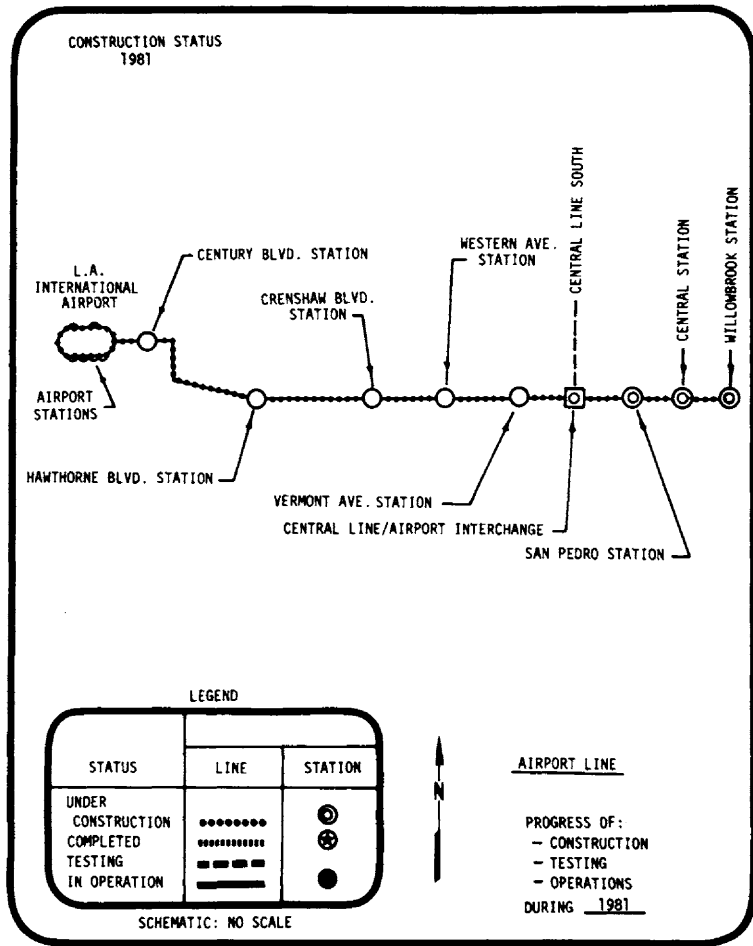 CONSTRUCTION STATUS
1981
CENTRAL LINE SOUTH
CENTRAL STATION
WILLOWBROOK STATION
WESTERN AVE.
STATION
CENTURY BLVD. STATION
L.A.
INTERNATIONAL
AIRPORT
CRENSHAW BLVD.
STATION
AIRPORT
STATIONS
HAWTHORNE BLVD. STATION
VERMONT AVE. STATION
CENTRAL LINE/AIRPORT INTERCHANGE
SAN PEDRO STATION
LEGEND
STATUS LINE STATION
UNDER
CONSTRUCTION
COMPLETED
TESTING
IN OPERATION
SCHEMATIC: NO SCALE
N
AIRPORT LINE
PROGRESS OF:
- CONSTRUCTION
- TESTING
- OPERATIONS
DURING 1981